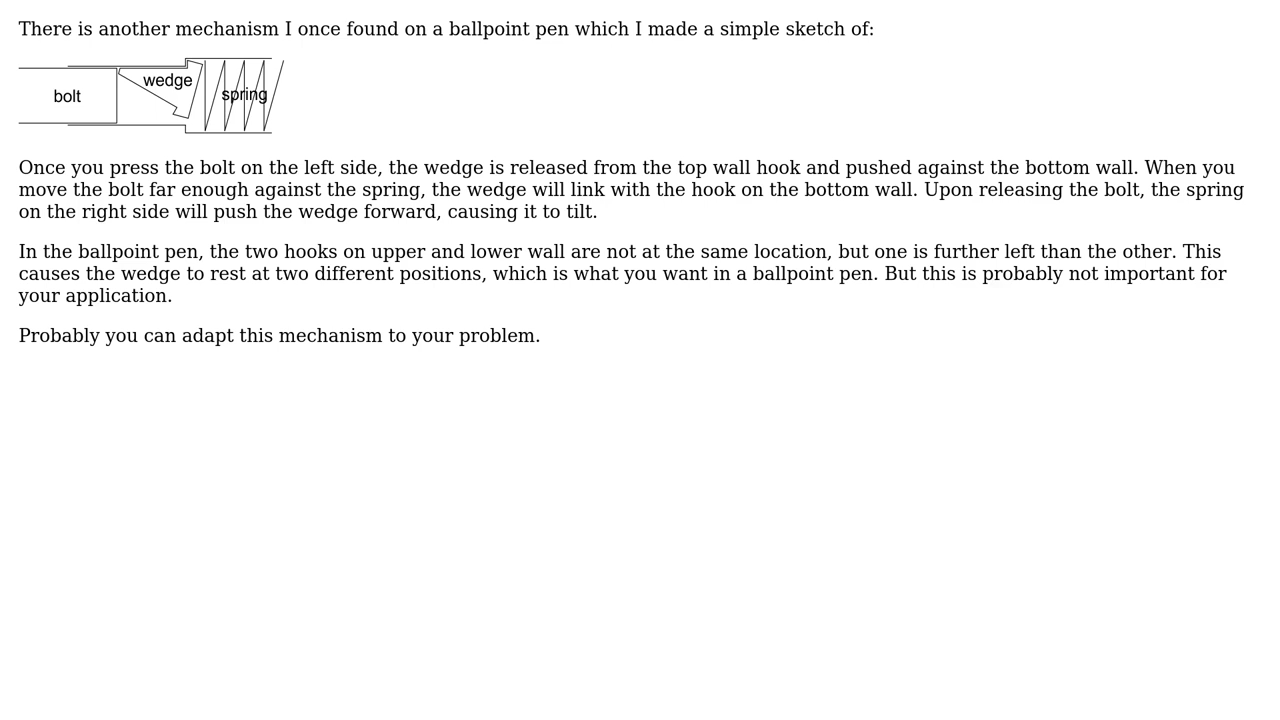 There is another mechanism I once found on a ballpoint pen which I made a simple sketch of:
wedge
bolt
spring
Once you press the bolt on the left side, the wedge is released from the top wall hook and pushed against the bottom wall. When you
move the bolt far enough against the spring, the wedge will link with the hook on the bottom wall. Upon releasing the bolt, the spring
on the right side will push the wedge forward, causing it to tilt.
In the ballpoint pen, the two hooks on upper and lower wall are not at the same location, but one is further left than the other. This
causes the wedge to rest at two different positions, which is what you want in a ballpoint pen. But this is probably not important for
your application.
Probably you can adapt this mechanism to your problem.